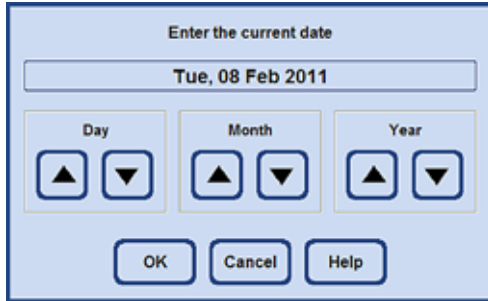 Enter the current date
Tue, 08 Feb 2011
Day Month Year
OK Cancel Help